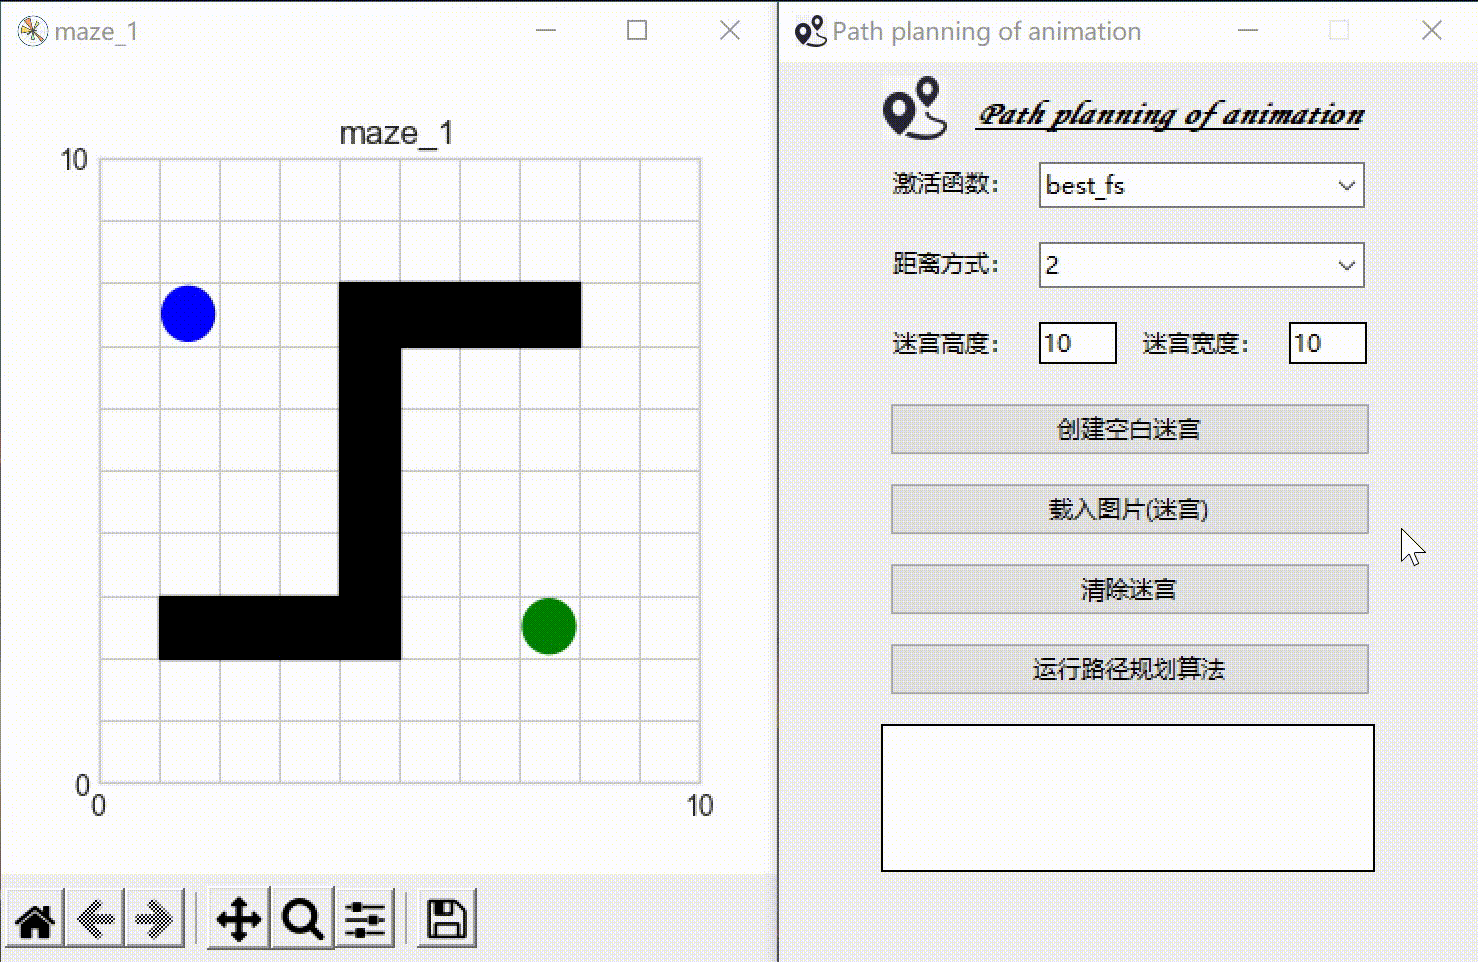 maze_1
maze_1
10
0
0
10
Path planning of animation
Path planning of animation
激活函数：
best_fs
距离方式：
2
迷宫高度：
10
迷宫宽度：
10
创建空白迷宫
载入图片(迷宫)
清除迷宫
运行路径规划算法